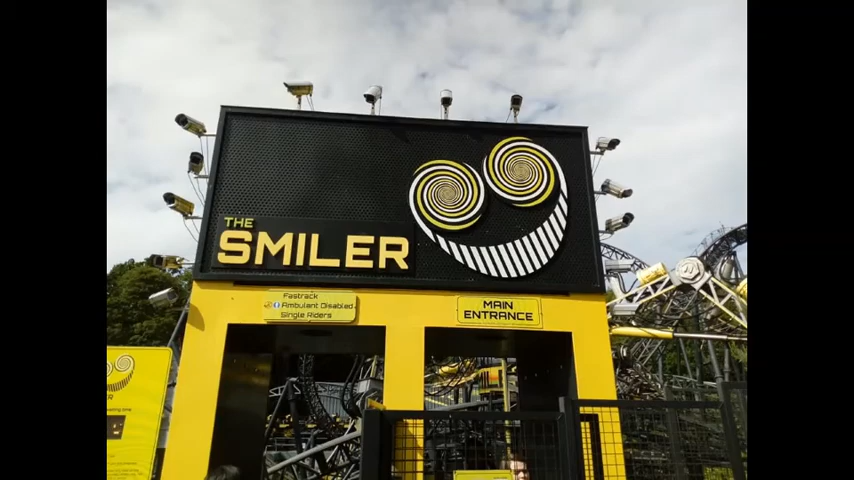 THE
SMILER
Fastrack
Ambulant Disabled
Single Riders
MAIN
ENTRANCE